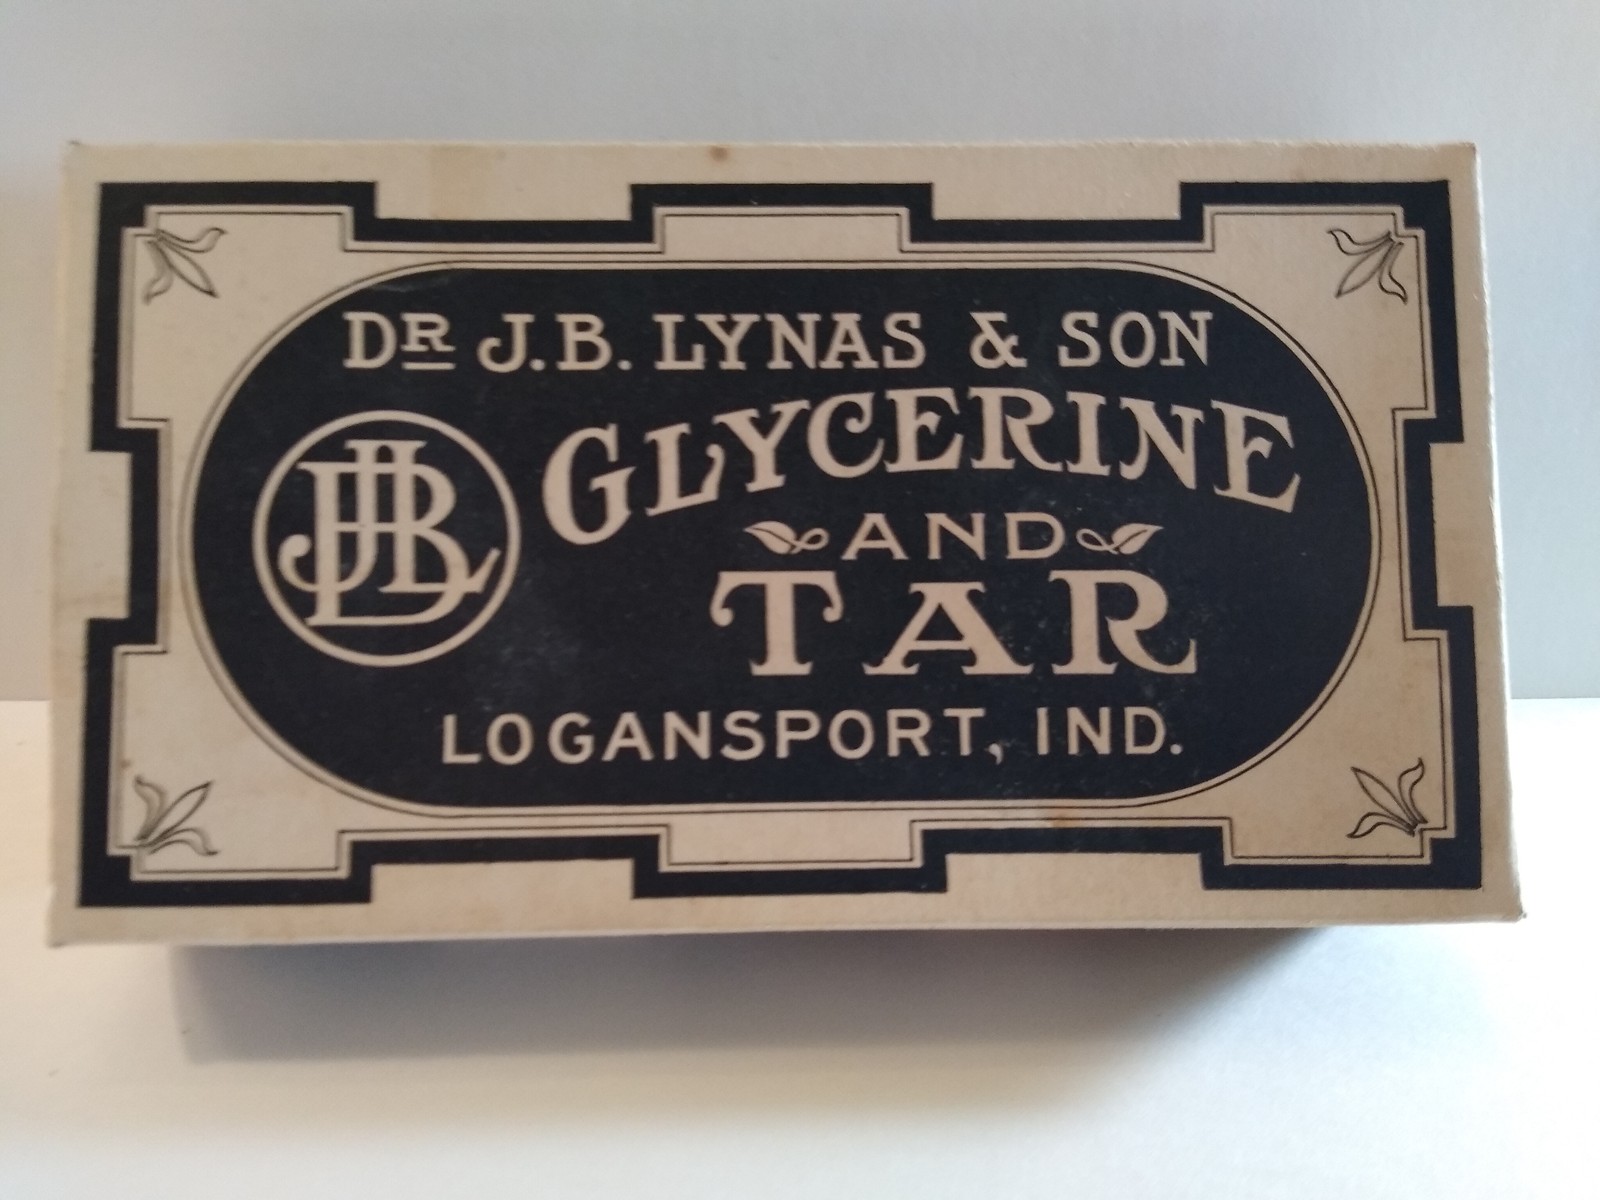 DR J.B. LYNAS & SON
JBL
GLYCERINE
AND
TAR
LOGANSPORT, IND.